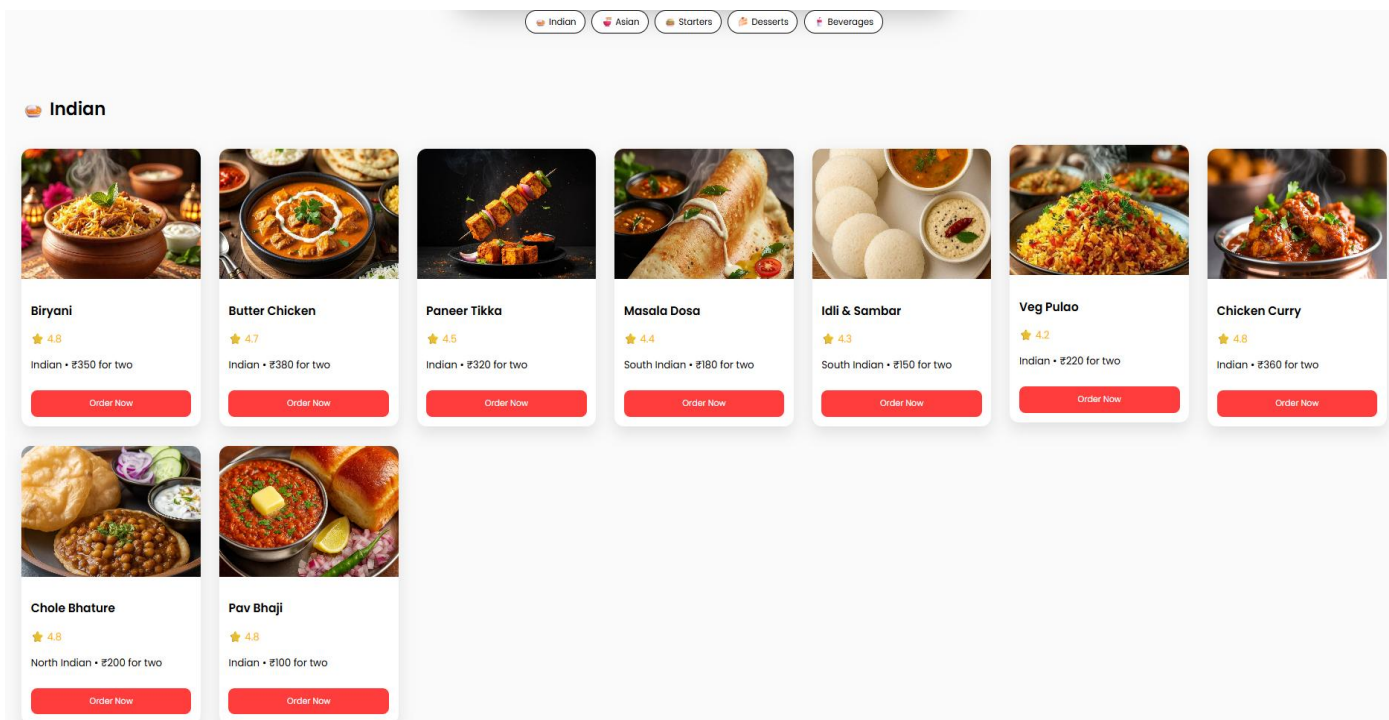 Indian
Asian
Starters
Desserts
Beverages
Indian
Biryani
4.8
Indian • ₹350 for two
Order Now
Butter Chicken
4.7
Indian • ₹380 for two
Order Now
Paneer Tikka
4.5
Indian • ₹320 for two
Order Now
Masala Dosa
4.4
South Indian • ₹180 for two
Order Now
Idli & Sambar
4.3
South Indian • ₹150 for two
Order Now
Veg Pulao
4.2
Indian • ₹220 for two
Order Now
Chicken Curry
4.8
Indian • ₹360 for two
Order Now
Chole Bhature
4.8
North Indian • ₹200 for two
Order Now
Pav Bhaji
4.8
Indian • ₹100 for two
Order Now